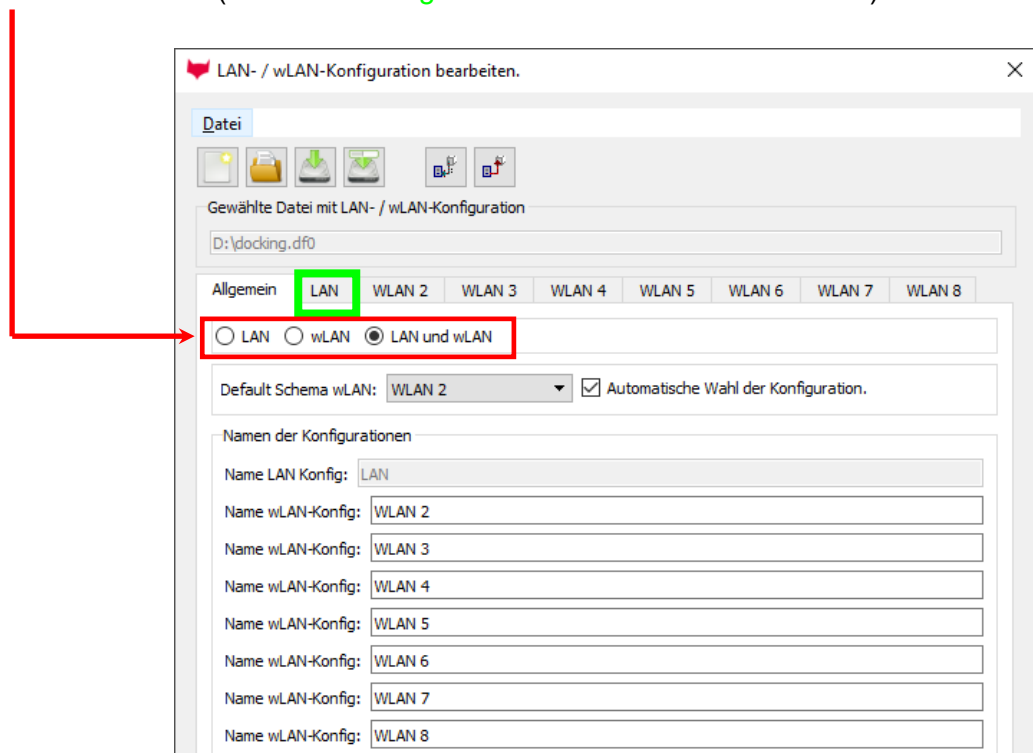 LAN- / wLAN-Konfiguration bearbeiten.
Datei
Gewählte Datei mit LAN- / wLAN-Konfiguration
D:\docking.df0
Allgemein LAN WLAN 2 WLAN 3 WLAN 4 WLAN 5 WLAN 6 WLAN 7 WLAN 8
LAN wLAN LAN und wLAN
Default Schema wLAN: WLAN 2 Automatische Wahl der Konfiguration.
Namen der Konfigurationen
Name LAN Konfig: LAN
Name wLAN-Konfig: WLAN 2
Name wLAN-Konfig: WLAN 3
Name wLAN-Konfig: WLAN 4
Name wLAN-Konfig: WLAN 5
Name wLAN-Konfig: WLAN 6
Name wLAN-Konfig: WLAN 7
Name wLAN-Konfig: WLAN 8